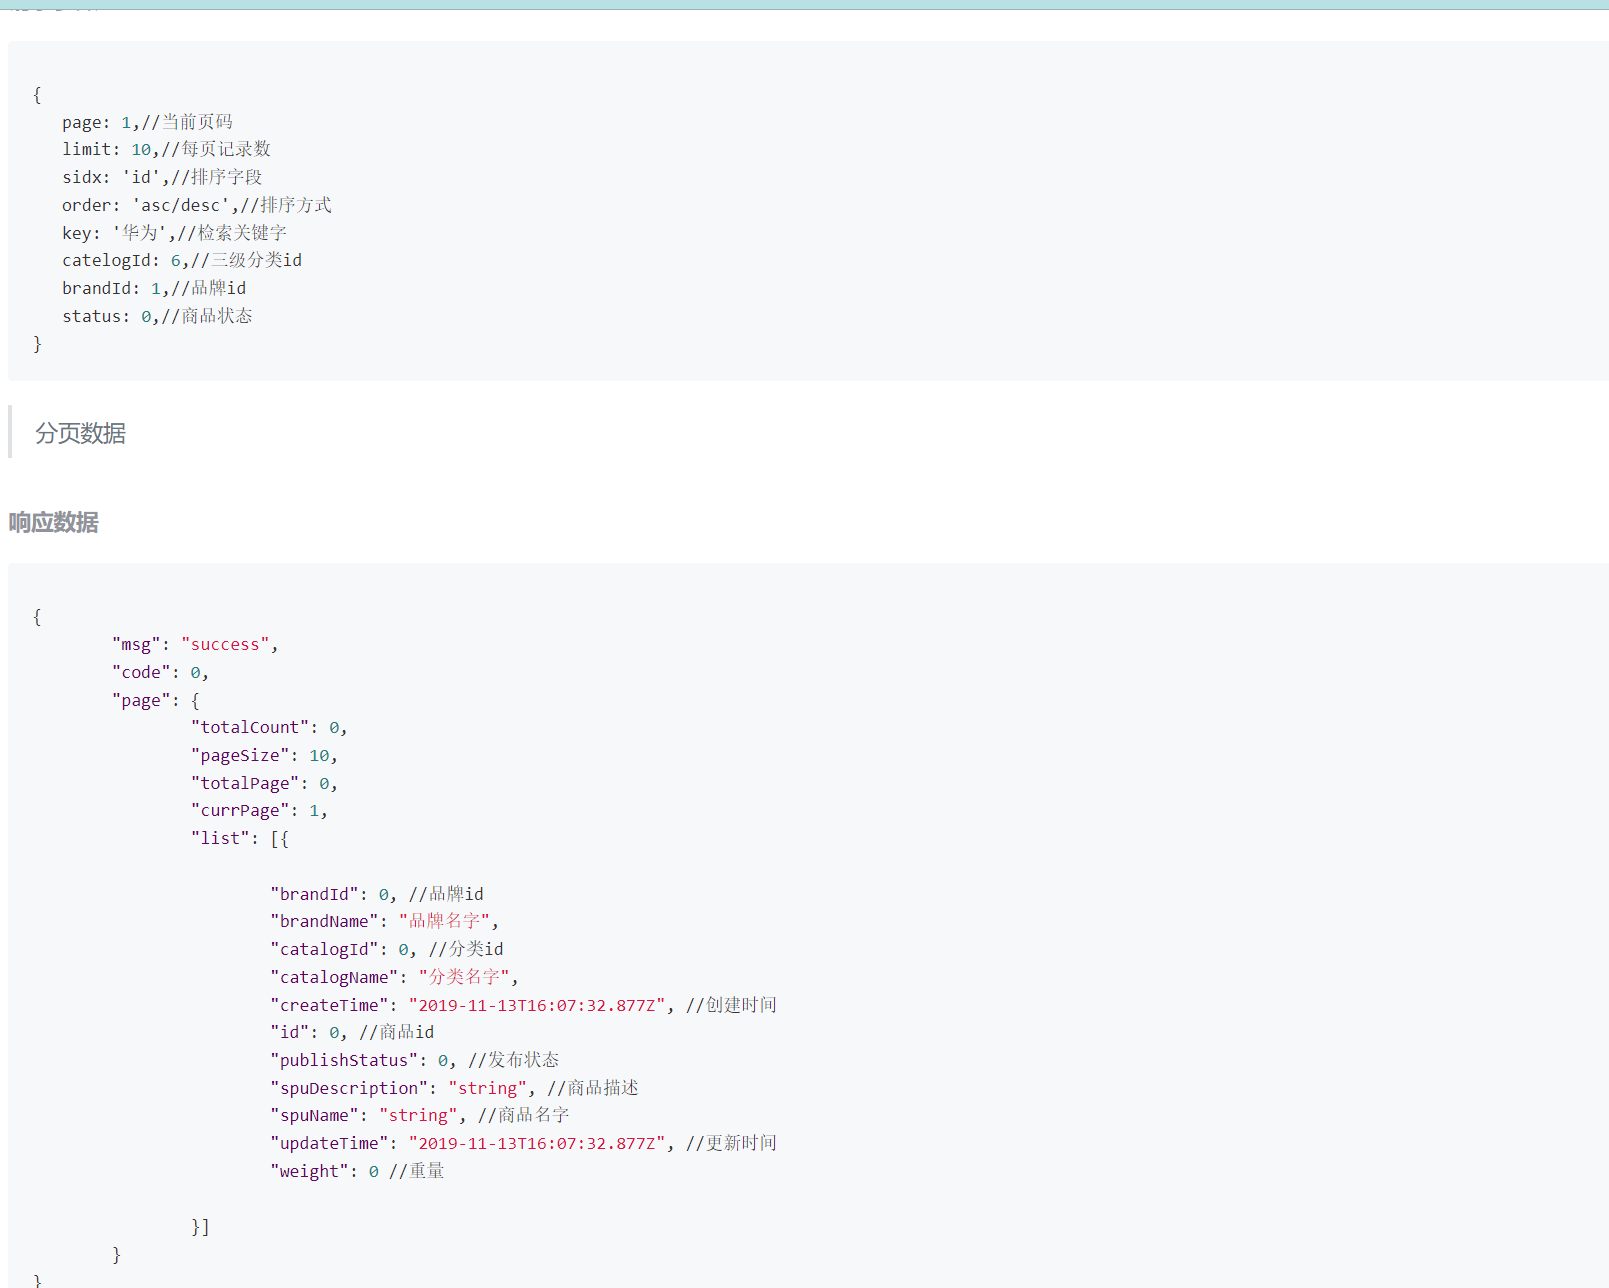 {
page: 1,//当前页码
limit: 10,//每页记录数
sidx: 'id',//排序字段
order: 'asc/desc',//排序方式
key: '华为',//检索关键字
catelogId: 6,//三级分类id
brandId: 1,//品牌id
status: 0,//商品状态
}
分页数据
响应数据
{
"msg": "success",
"code": 0,
"page": {
"totalCount": 0,
"pageSize": 10,
"totalPage": 0,
"currPage": 1,
"list": [{
"brandId": 0, //品牌id
"brandName": "品牌名字",
"catalogId": 0, //分类id
"catalogName": "分类名字",
"createTime": "2019-11-13T16:07:32.877Z", //创建时间
"id": 0, //商品id
"publishStatus": 0, //发布状态
"spuDescription": "string", //商品描述
"spuName": "string", //商品名字
"updateTime": "2019-11-13T16:07:32.877Z", //更新时间
"weight": 0 //重量
}]
}
}